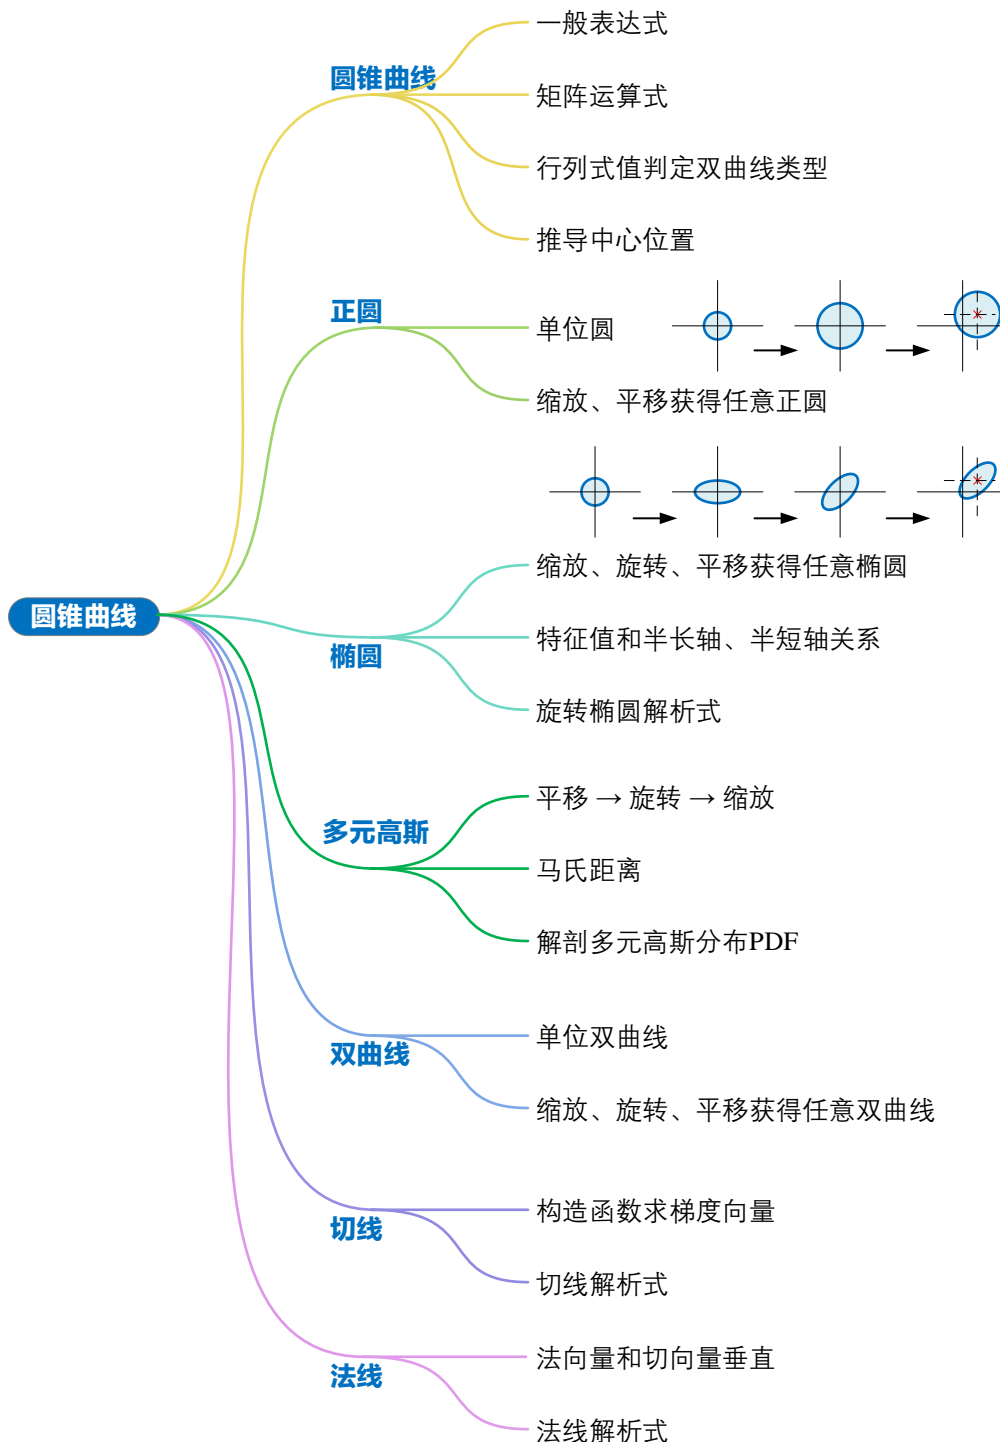 圆锥曲线
圆锥曲线
一般表达式
矩阵运算式
行列式值判定双曲线类型
推导中心位置
正圆
单位圆
缩放、平移获得任意正圆
椭圆
缩放、旋转、平移获得任意椭圆
特征值和半长轴、半短轴关系
旋转椭圆解析式
多元高斯
平移 → 旋转 → 缩放
马氏距离
解剖多元高斯分布PDF
双曲线
单位双曲线
缩放、旋转、平移获得任意双曲线
切线
构造函数求梯度向量
切线解析式
法线
法向量和切向量垂直
法线解析式